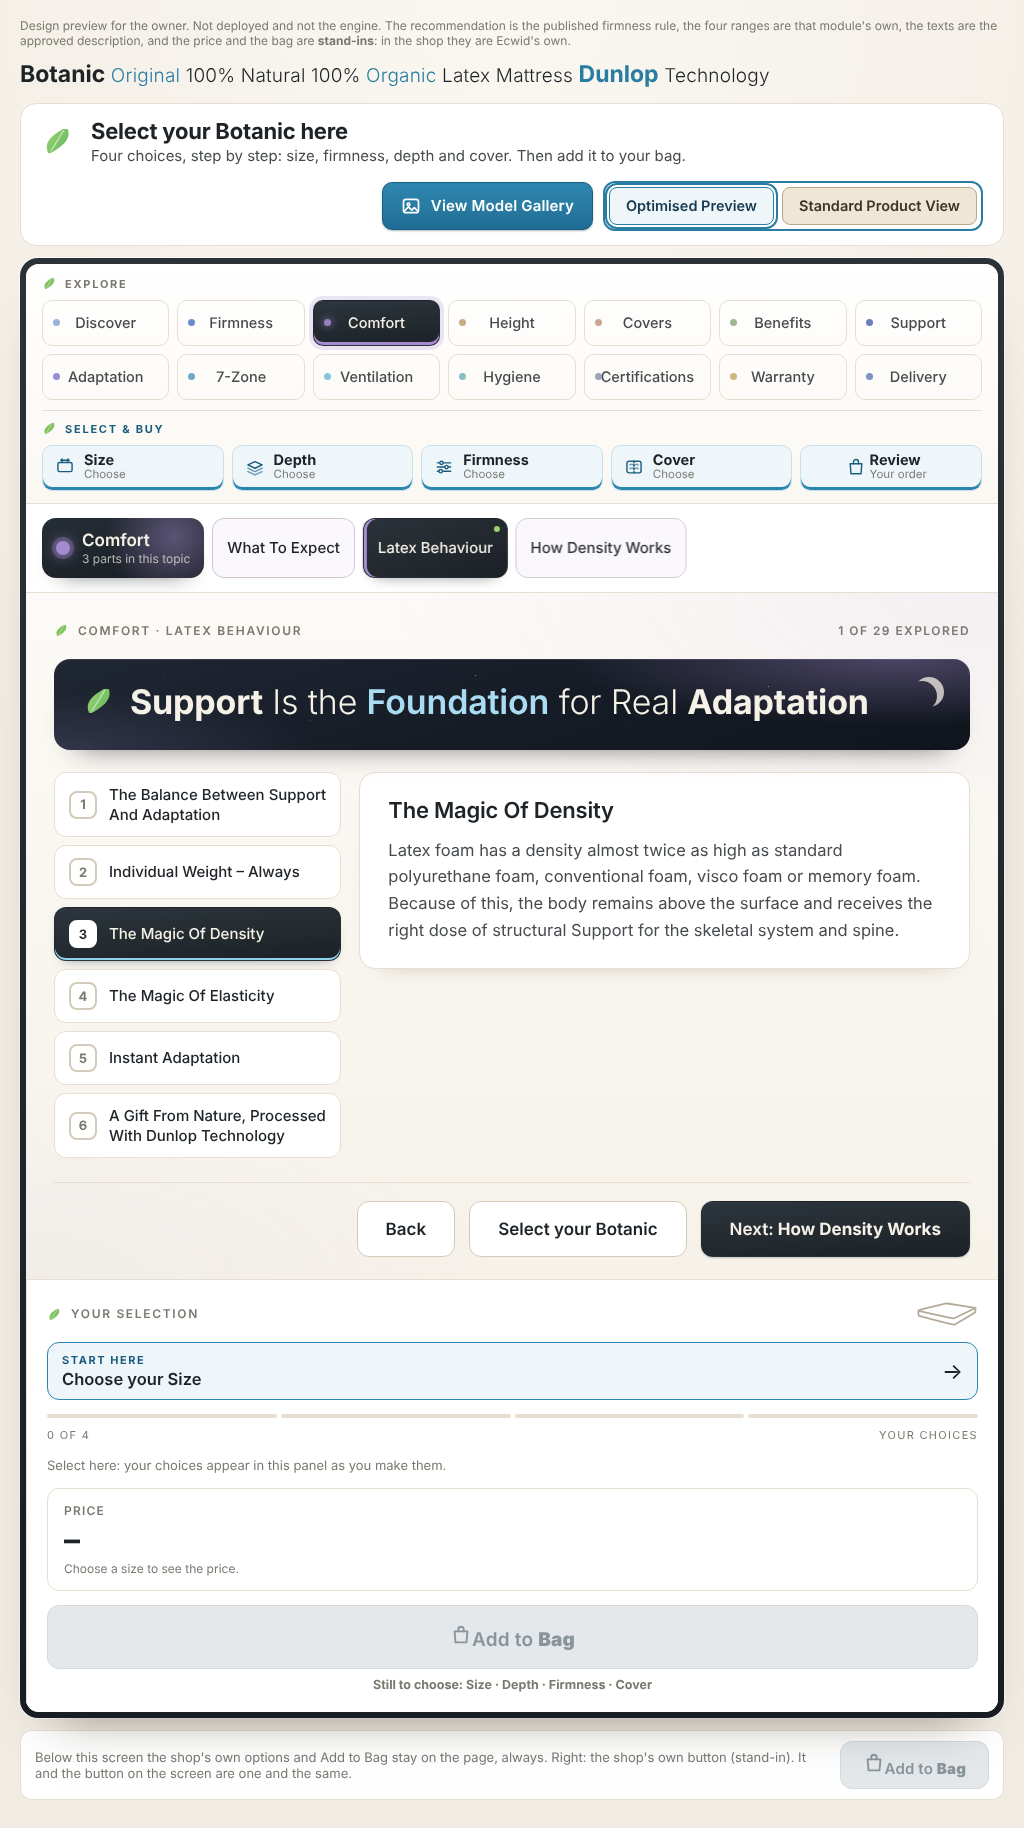 Design preview for the owner. Not deployed and not the engine. The recommendation is the published firmness rule, the four ranges are that module's own, the texts are the
approved description, and the price and the bag are stand-ins: in the shop they are Ecwid's own.
Botanic Original 100% Natural 100% Organic Latex Mattress Dunlop Technology
Select your Botanic here
Four choices, step by step: size, firmness, depth and cover. Then add it to your bag.
View Model Gallery
Optimised Preview
Standard Product View
EXPLORE
Discover
Firmness
Comfort
Height
Covers
Benefits
Support
Adaptation
7-Zone
Ventilation
Hygiene
Certifications
Warranty
Delivery
SELECT & BUY
Size
Choose
Depth
Choose
Firmness
Choose
Cover
Choose
Review
Your order
Comfort
3 parts in this topic
What To Expect
Latex Behaviour
How Density Works
COMFORT · LATEX BEHAVIOUR
1 OF 29 EXPLORED
Support Is the Foundation for Real Adaptation
1
The Balance Between Support
And Adaptation
2
Individual Weight – Always
3
The Magic Of Density
4
The Magic Of Elasticity
5
Instant Adaptation
6
A Gift From Nature, Processed
With Dunlop Technology
The Magic Of Density
Latex foam has a density almost twice as high as standard
polyurethane foam, conventional foam, visco foam or memory foam.
Because of this, the body remains above the surface and receives the
right dose of structural Support for the skeletal system and spine.
Back
Select your Botanic
Next: How Density Works
YOUR SELECTION
START HERE
Choose your Size
0 OF 4
YOUR CHOICES
Select here: your choices appear in this panel as you make them.
PRICE
–
Choose a size to see the price.
Add to Bag
Still to choose: Size · Depth · Firmness · Cover
Below this screen the shop's own options and Add to Bag stay on the page, always. Right: the shop's own button (stand-in). It
and the button on the screen are one and the same.
Add to Bag